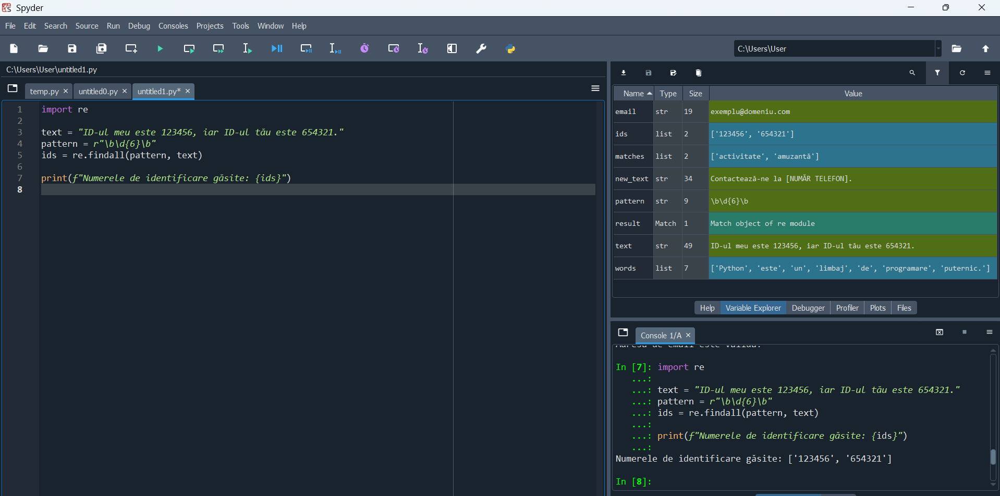 Spyder
File Edit Search Source Run Debug Consoles Projects Tools Window Help
C:\Users\User
C:\Users\User\untitled1.py
temp.py untitled0.py untitled1.py*
1 import re
2
3 text = "ID-ul meu este 123456, iar ID-ul tău este 654321."
4 pattern = r"\b\d{6}\b"
5 ids = re.findall(pattern, text)
6
7 print(f"Numerele de identificare găsite: {ids}")
8
Name Type Size Value
email str 19 exemplu@domeniu.com
ids list 2 ['123456', '654321']
matches list 2 ['activitate', 'amuzantă']
new_text str 34 Contactează-ne la [NUMĂR TELEFON].
pattern str 9 \b\d{6}\b
result Match 1 Match object of re module
text str 49 ID-ul meu este 123456, iar ID-ul tău este 654321.
words list 7 ['Python', 'este', 'un', 'limbaj', 'de', 'programare', 'puternic.']
Help Variable Explorer Debugger Profiler Plots Files
Console 1/A
In [7]: import re
...:
...: text = "ID-ul meu este 123456, iar ID-ul tău este 654321."
...: pattern = r"\b\d{6}\b"
...: ids = re.findall(pattern, text)
...:
...: print(f"Numerele de identificare găsite: {ids}")
...:
Numerele de identificare găsite: ['123456', '654321']
In [8]: